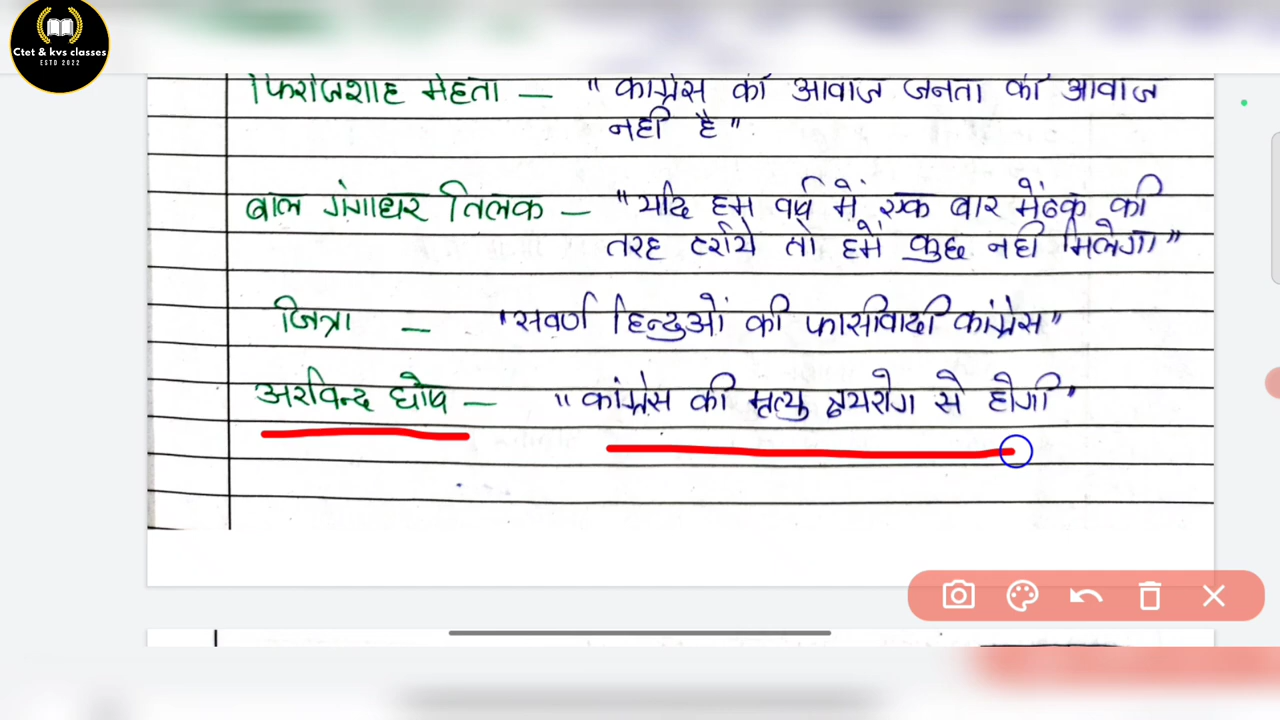 Ctet & kvs classes
ESTD 2022
फिरोजशाह मेहता — " कांग्रेस की आवाज जनता की आवाज
नही है "
बाल गंगाधर तिलक — " यदि हम वर्ष में एक बार मेंढक की
तरह टर्राये तो हमें कुछ नही मिलेगा "
जिन्ना — " सवर्ण हिन्दुओं की फासीवादी कांग्रेस "
अरविन्द घोष — " कांग्रेस की मृत्यु क्षयरोग से होगी "